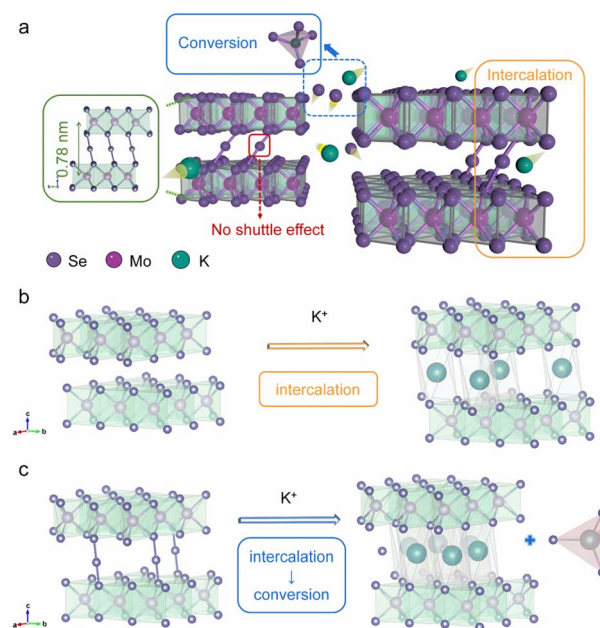 a
Conversion
Intercalation
0.78 nm
No shuttle effect
Se Mo K
b
K⁺
intercalation
c
a b
c
K⁺
intercalation
↓
conversion
+
c
a b